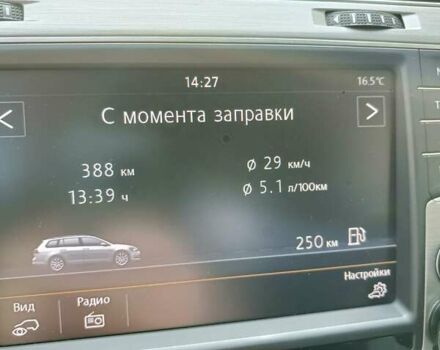 14:27
16.5°C
< С момента заправки >
388 км Ø 29 км/ч
13:39 ч Ø 5.1 л/100км
250 км
Настройки
Вид Радио